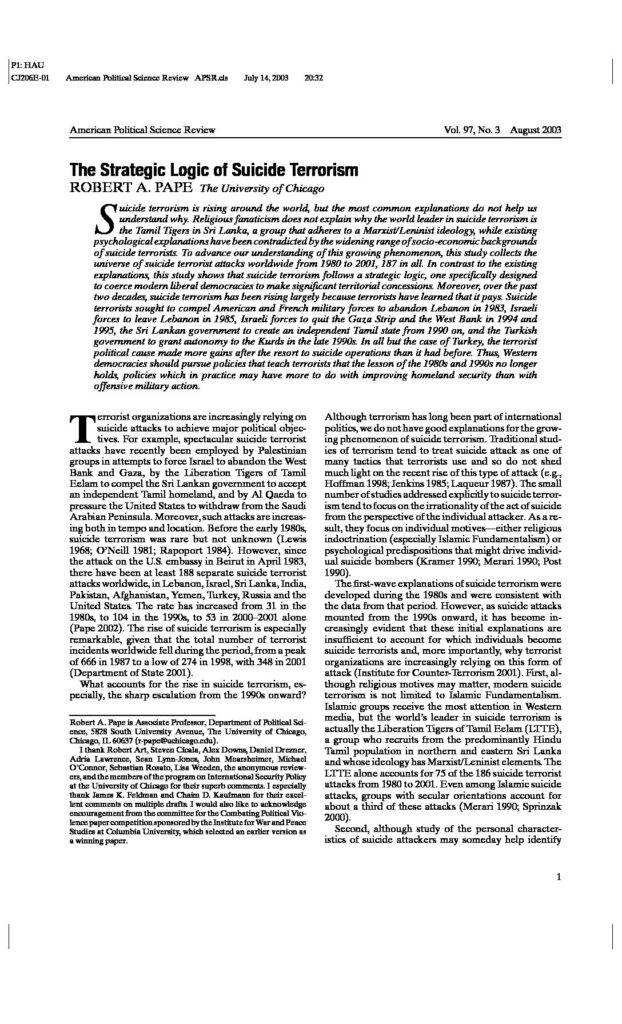 P1: HAU
CJ206E-01 American Political Science Review APSR.cls July 14, 2003 20:32
American Political Science Review Vol. 97, No. 3 August 2003
The Strategic Logic of Suicide Terrorism
ROBERT A. PAPE The University of Chicago
Suicide terrorism is rising around the world, but the most common explanations do not help us
understand why. Religious fanaticism does not explain why the world leader in suicide terrorism is
the Tamil Tigers in Sri Lanka, a group that adheres to a Marxist/Leninist ideology, while existing
psychological explanations have been contradicted by the widening range of socio-economic backgrounds
of suicide terrorists. To advance our understanding of this growing phenomenon, this study collects the
universe of suicide terrorist attacks worldwide from 1980 to 2001, 187 in all. In contrast to the existing
explanations, this study shows that suicide terrorism follows a strategic logic, one specifically designed
to coerce modern liberal democracies to make significant territorial concessions. Moreover, over the past
two decades, suicide terrorism has been rising largely because terrorists have learned that it pays. Suicide
terrorists sought to compel American and French military forces to abandon Lebanon in 1983, Israeli
forces to leave Lebanon in 1985, Israeli forces to quit the Gaza Strip and the West Bank in 1994 and
1995, the Sri Lankan government to create an independent Tamil state from 1990 on, and the Turkish
government to grant autonomy to the Kurds in the late 1990s. In all but the case of Turkey, the terrorist
political cause made more gains after the resort to suicide operations than it had before. Thus, Western
democracies should pursue policies that teach terrorists that the lesson of the 1980s and 1990s no longer
holds, policies which in practice may have more to do with improving homeland security than with
offensive military action.
Terrorist organizations are increasingly relying on
suicide attacks to achieve major political objec-
tives. For example, spectacular suicide terrorist
attacks have recently been employed by Palestinian
groups in attempts to force Israel to abandon the West
Bank and Gaza, by the Liberation Tigers of Tamil
Eelam to compel the Sri Lankan government to accept
an independent Tamil homeland, and by Al Qaeda to
pressure the United States to withdraw from the Saudi
Arabian Peninsula. Moreover, such attacks are increas-
ing both in tempo and location. Before the early 1980s,
suicide terrorism was rare but not unknown (Lewis
1968; O'Neill 1981; Rapoport 1984). However, since
the attack on the U.S. embassy in Beirut in April 1983,
there have been at least 188 separate suicide terrorist
attacks worldwide, in Lebanon, Israel, Sri Lanka, India,
Pakistan, Afghanistan, Yemen, Turkey, Russia and the
United States. The rate has increased from 31 in the
1980s, to 104 in the 1990s, to 53 in 2000–2001 alone
(Pape 2002). The rise of suicide terrorism is especially
remarkable, given that the total number of terrorist
incidents worldwide fell during the period, from a peak
of 666 in 1987 to a low of 274 in 1998, with 348 in 2001
(Department of State 2001).
What accounts for the rise in suicide terrorism, es-
pecially, the sharp escalation from the 1990s onward?
Robert A. Pape is Associate Professor, Department of Political Sci-
ence, 5828 South University Avenue, The University of Chicago,
Chicago, IL 60637 (r-pape@uchicago.edu).
I thank Robert Art, Steven Cicala, Alex Downs, Daniel Drezner,
Adria Lawrence, Sean Lynn-Jones, John Mearsheimer, Michael
O'Connor, Sebastian Rosato, Lisa Weeden, the anonymous review-
ers, and the members of the program on International Security Policy
at the University of Chicago for their superb comments. I especially
thank James K. Feldman and Chaim D. Kaufmann for their excel-
lent comments on multiple drafts. I would also like to acknowledge
encouragement from the committee for the Combating Political Vio-
lence paper competition sponsored by the Institute for War and Peace
Studies at Columbia University, which selected an earlier version as
a winning paper.
Although terrorism has long been part of international
politics, we do not have good explanations for the grow-
ing phenomenon of suicide terrorism. Traditional stud-
ies of terrorism tend to treat suicide attack as one of
many tactics that terrorists use and so do not shed
much light on the recent rise of this type of attack (e.g.,
Hoffman 1998; Jenkins 1985; Laqueur 1987). The small
number of studies addressed explicitly to suicide terror-
ism tend to focus on the irrationality of the act of suicide
from the perspective of the individual attacker. As a re-
sult, they focus on individual motives—either religious
indoctrination (especially Islamic Fundamentalism) or
psychological predispositions that might drive individ-
ual suicide bombers (Kramer 1990; Merari 1990; Post
1990).
The first-wave explanations of suicide terrorism were
developed during the 1980s and were consistent with
the data from that period. However, as suicide attacks
mounted from the 1990s onward, it has become in-
creasingly evident that these initial explanations are
insufficient to account for which individuals become
suicide terrorists and, more importantly, why terrorist
organizations are increasingly relying on this form of
attack (Institute for Counter-Terrorism 2001). First, al-
though religious motives may matter, modern suicide
terrorism is not limited to Islamic Fundamentalism.
Islamic groups receive the most attention in Western
media, but the world's leader in suicide terrorism is
actually the Liberation Tigers of Tamil Eelam (LTTE),
a group who recruits from the predominantly Hindu
Tamil population in northern and eastern Sri Lanka
and whose ideology has Marxist/Leninist elements. The
LTTE alone accounts for 75 of the 186 suicide terrorist
attacks from 1980 to 2001. Even among Islamic suicide
attacks, groups with secular orientations account for
about a third of these attacks (Merari 1990; Sprinzak
2000).
Second, although study of the personal character-
istics of suicide attackers may someday help identify
1